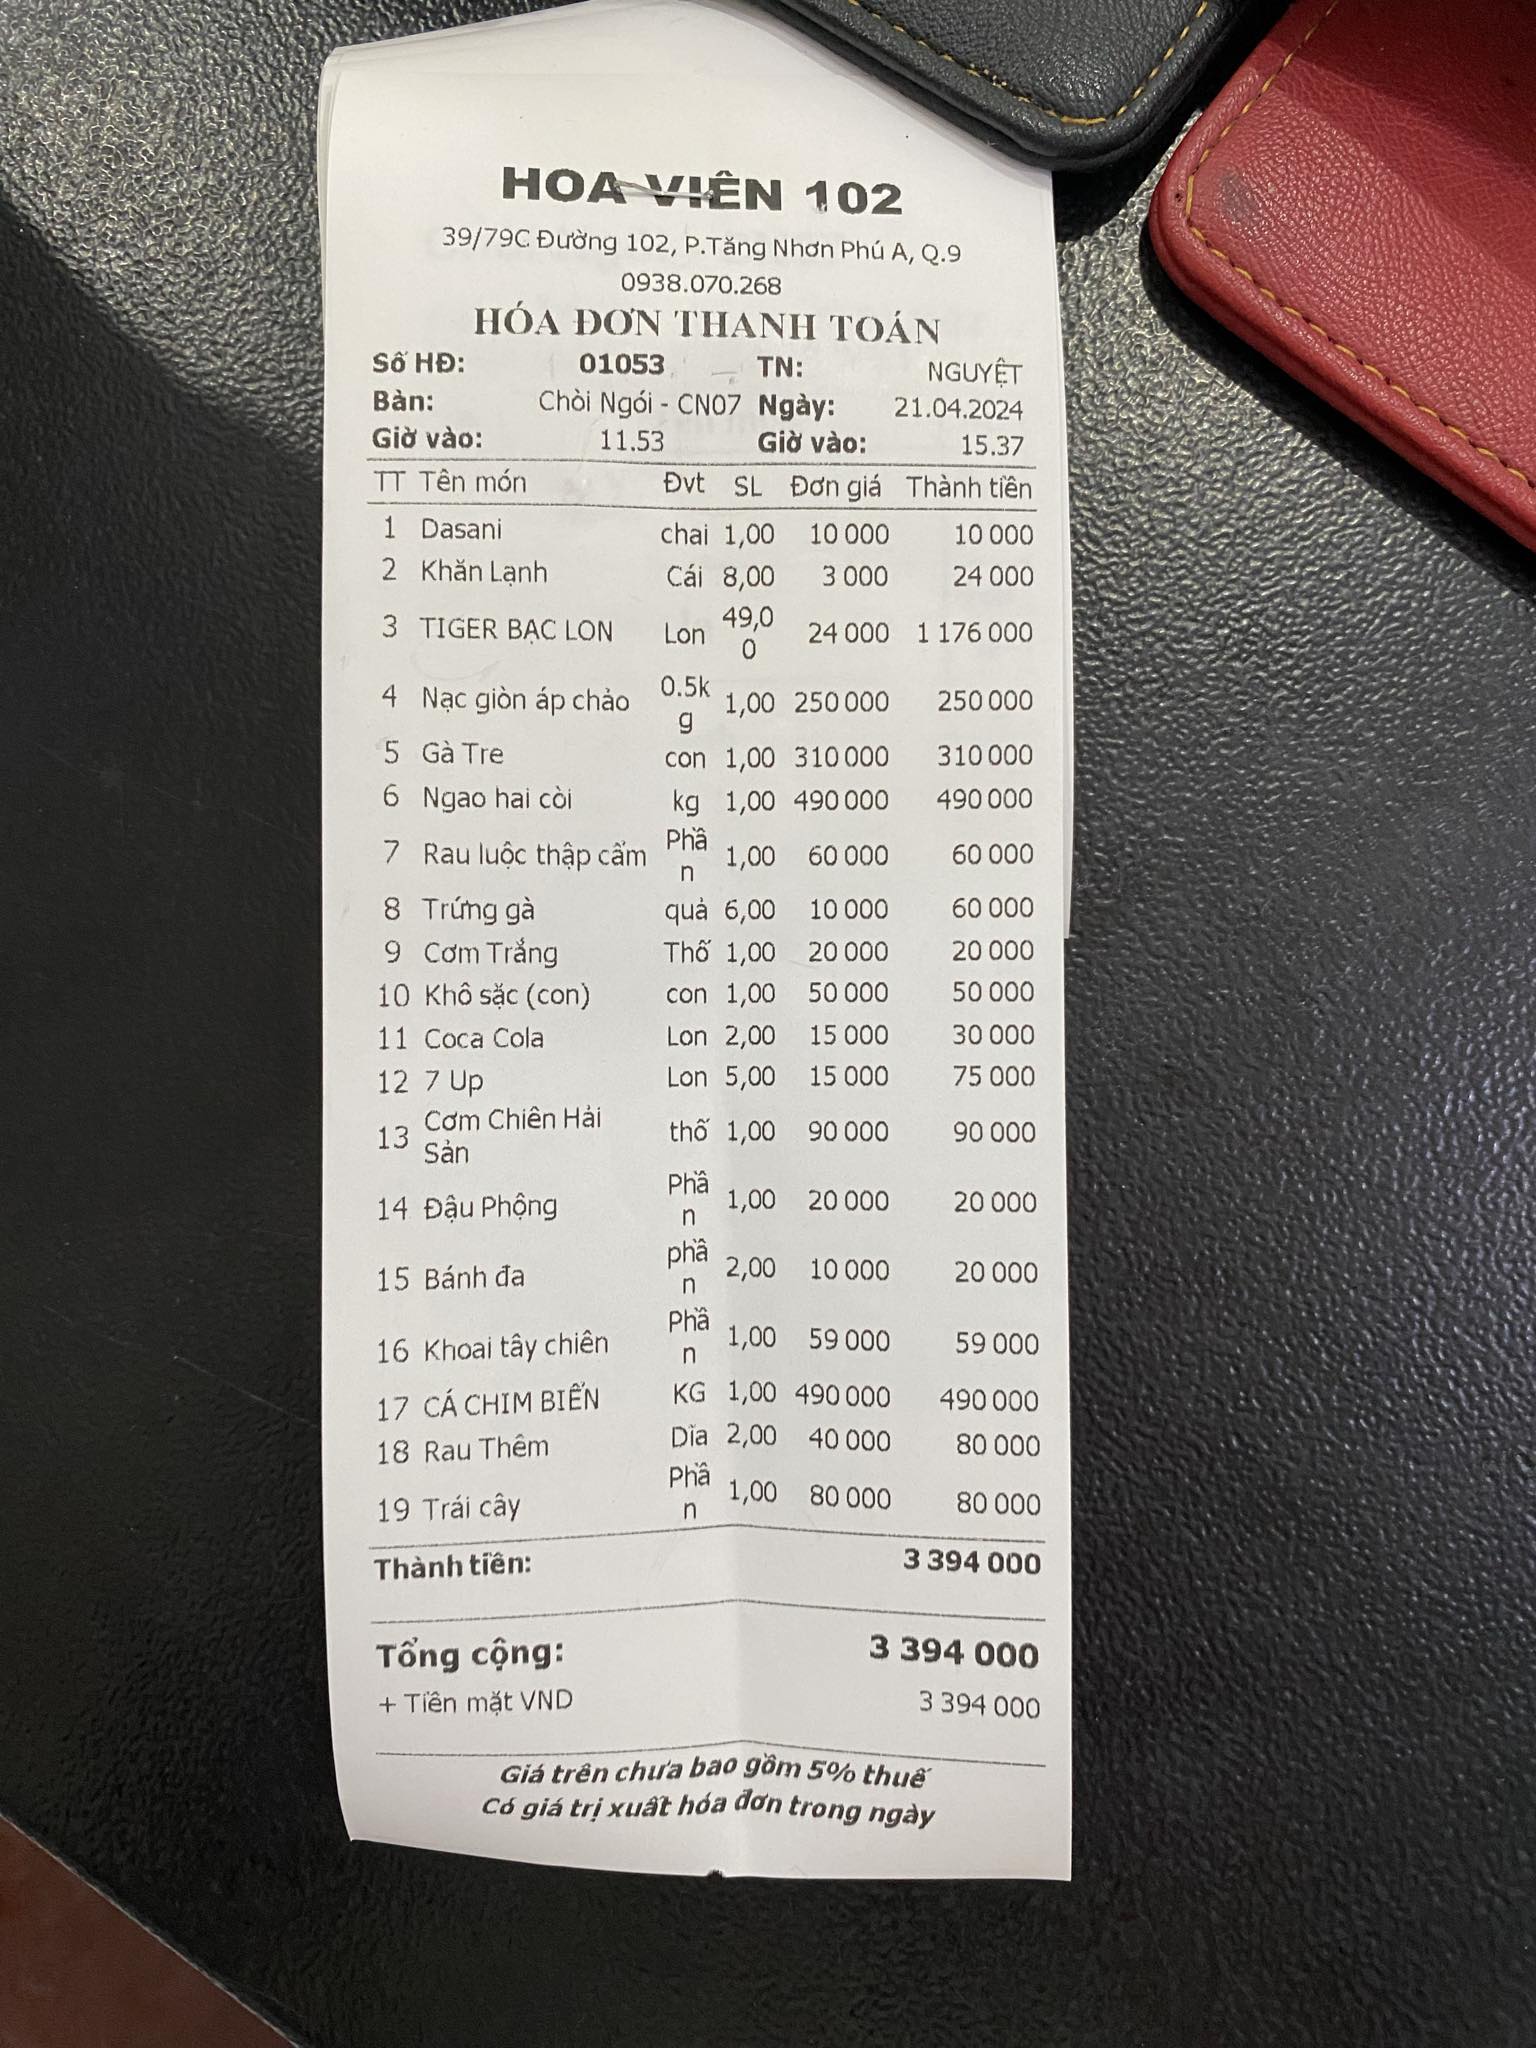 HOA VIÊN 102
39/79C Đường 102, P.Tăng Nhơn Phú A, Q.9
0938.070.268
HÓA ĐƠN THANH TOÁN
Số HĐ: 01053 TN: NGUYỆT
Bàn: Chòi Ngói - CN07 Ngày: 21.04.2024
Giờ vào: 11.53 Giờ vào: 15.37
TT Tên món Đvt SL Đơn giá Thành tiền
1 Dasani chai 1,00 10 000 10 000
2 Khăn Lạnh Cái 8,00 3 000 24 000
3 TIGER BẠC LON Lon 49,00 24 000 1 176 000
4 Nạc giòn áp chảo 0.5kg 1,00 250 000 250 000
5 Gà Tre con 1,00 310 000 310 000
6 Ngao hai còi kg 1,00 490 000 490 000
7 Rau luộc thập cẩm Phần 1,00 60 000 60 000
8 Trứng gà quả 6,00 10 000 60 000
9 Cơm Trắng Thố 1,00 20 000 20 000
10 Khô sặc (con) con 1,00 50 000 50 000
11 Coca Cola Lon 2,00 15 000 30 000
12 7 Up Lon 5,00 15 000 75 000
13 Cơm Chiên Hải Sản thố 1,00 90 000 90 000
14 Đậu Phộng Phần 1,00 20 000 20 000
15 Bánh đa phần 2,00 10 000 20 000
16 Khoai tây chiên Phần 1,00 59 000 59 000
17 CÁ CHIM BIỂN KG 1,00 490 000 490 000
18 Rau Thêm Dĩa 2,00 40 000 80 000
19 Trái cây Phần 1,00 80 000 80 000
Thành tiền: 3 394 000
Tổng cộng: 3 394 000
+ Tiền mặt VND 3 394 000
Giá trên chưa bao gồm 5% thuế
Có giá trị xuất hóa đơn trong ngày